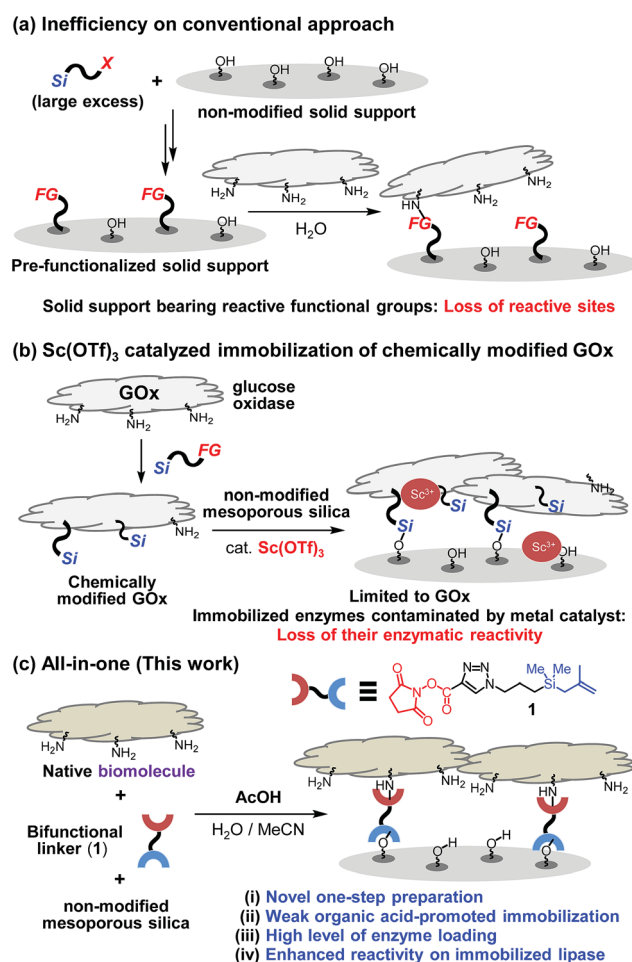 (a) Inefficiency on conventional approach
X
Si
(large excess)
+
OH
OH
OH
OH
non-modified solid support
FG
FG
OH
OH
Pre-functionalized solid support
H2N
NH2
NH2
H2O
HN
NH2
NH2
FG
FG
OH
OH
Solid support bearing reactive functional groups: Loss of reactive sites
(b) Sc(OTf)3 catalyzed immobilization of chemically modified GOx
GOx
glucose
oxidase
H2N
NH2
NH2
Si
FG
Si
Si
NH2
Chemically
modified GOx
non-modified
mesoporous silica
cat. Sc(OTf)3
Sc3+
Si
Si
NH2
Si
Si
O
OH
O
Sc3+
OH
Limited to GOx
Immobilized enzymes contaminated by metal catalyst:
Loss of their enzymatic reactivity
(c) All-in-one (This work)
O
N
O
O
O
N=N
N
Me
Me
Si
1
H2N
NH2
NH2
Native biomolecule
+
Bifunctional
linker (1)
+
non-modified
mesoporous silica
AcOH
H2O / MeCN
H2N
HN
NH2
H2N
HN
NH2
O
O
H
O
H
O
(i) Novel one-step preparation
(ii) Weak organic acid-promoted immobilization
(iii) High level of enzyme loading
(iv) Enhanced reactivity on immobilized lipase